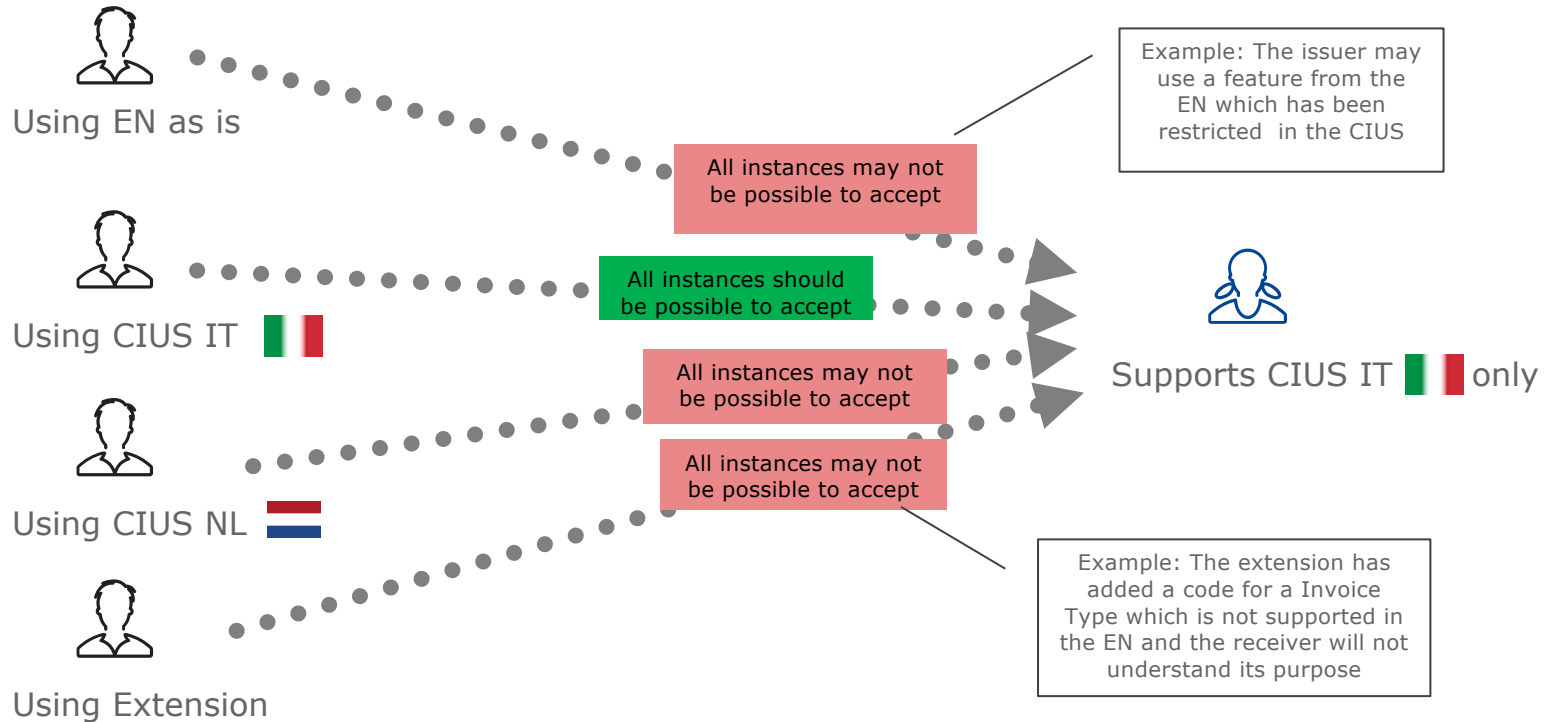 Using EN as is
All instances may not
be possible to accept
Example: The issuer may
use a feature from the
EN which has been
restricted in the CIUS
Using CIUS IT
All instances should
be possible to accept
Supports CIUS IT only
Using CIUS NL
All instances may not
be possible to accept
Using Extension
All instances may not
be possible to accept
Example: The extension has
added a code for a Invoice
Type which is not supported in
the EN and the receiver will not
understand its purpose